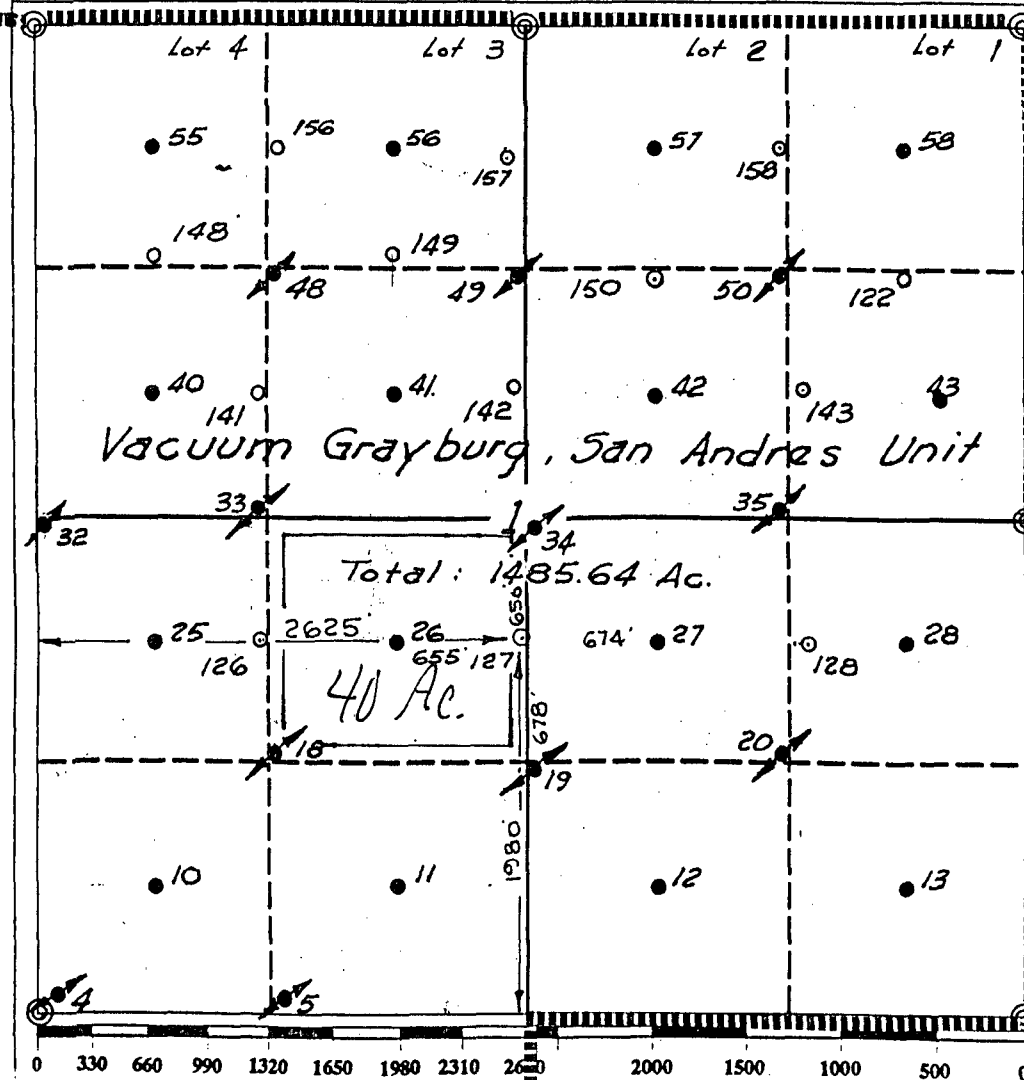 Lot 4 Lot 3 Lot 2 Lot 1
55 156 56 57 58
157 158
148 149
48 49 150 50 122
40 41. 42 43
141 142 143
Vacuum Grayburg, San Andres Unit
33 1 35
32 34
Total: 1485.64 Ac.
656'
25 2625' 26 674' 27 28
126 655' 127 128
40 Ac.
678'
18 20
19
1980'
10 11 12 13
4 5
0 330 660 990 1320 1650 1980 2310 2000 1500 1000 500 0